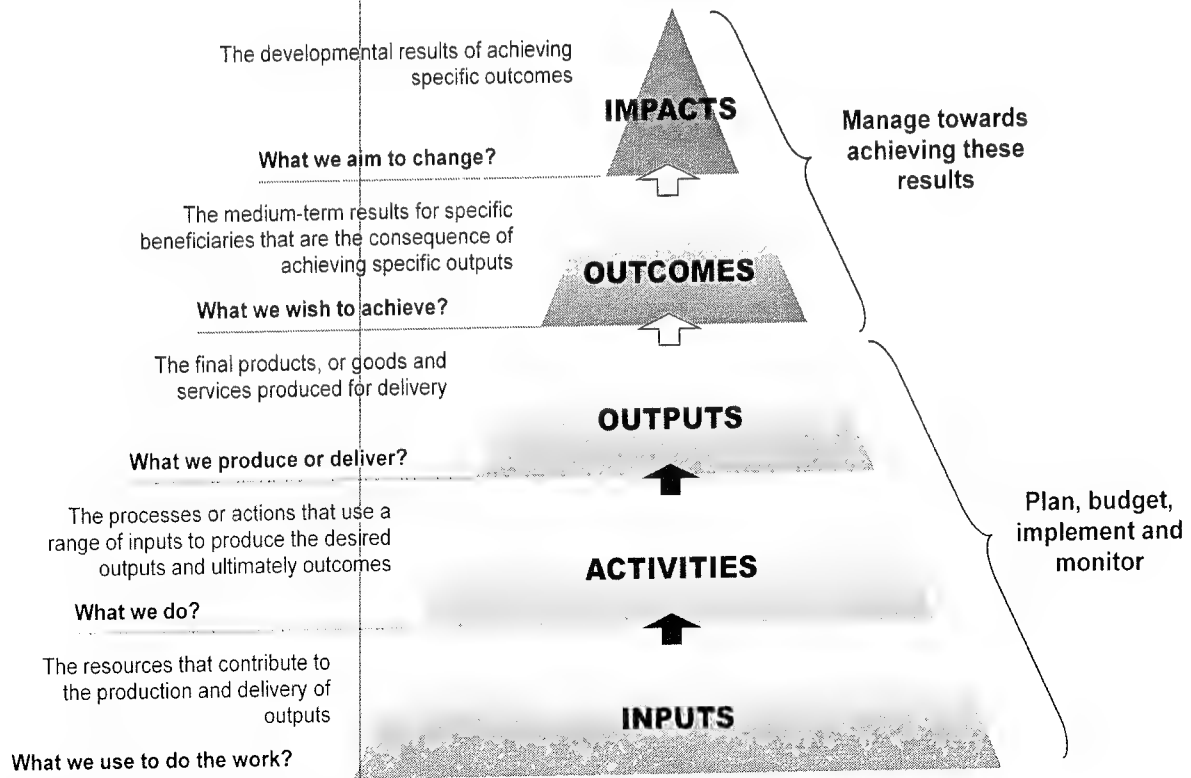 The developmental results of achieving
specific outcomes
IMPACTS
What we aim to change?
Manage towards
achieving these
results
The medium-term results for specific
beneficiaries that are the consequence of
achieving specific outputs
OUTCOMES
What we wish to achieve?
The final products, or goods and
services produced for delivery
OUTPUTS
What we produce or deliver?
The processes or actions that use a
range of inputs to produce the desired
outputs and ultimately outcomes
ACTIVITIES
What we do?
Plan, budget,
implement and
monitor
The resources that contribute to
the production and delivery of
outputs
INPUTS
What we use to do the work?